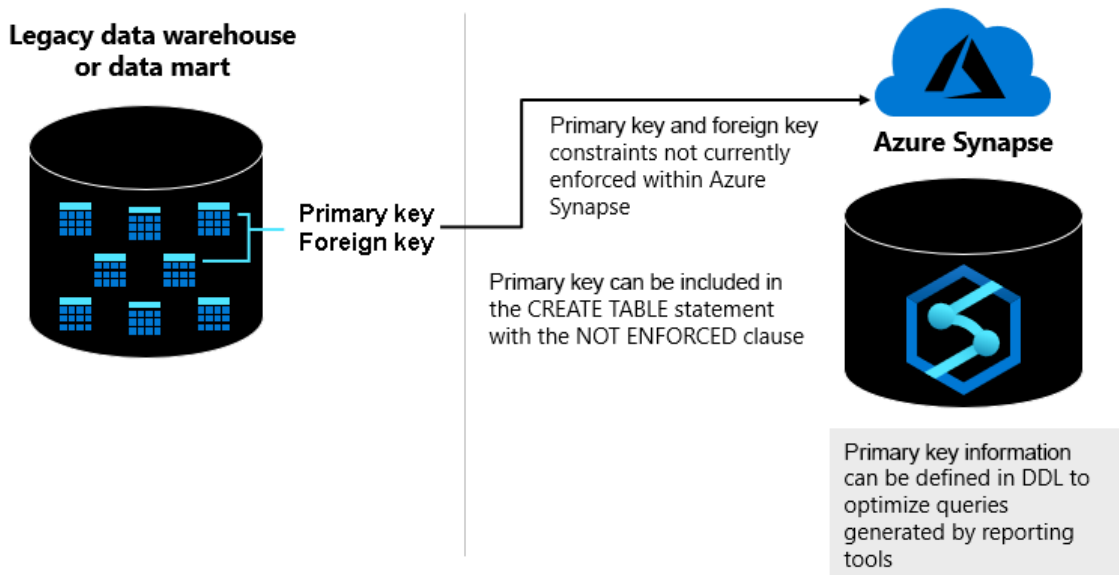 Legacy data warehouse
or data mart
Primary key
Foreign key
Primary key and foreign key
constraints not currently
enforced within Azure
Synapse
Primary key can be included in
the CREATE TABLE statement
with the NOT ENFORCED clause
Azure Synapse
Primary key information
can be defined in DDL to
optimize queries
generated by reporting
tools